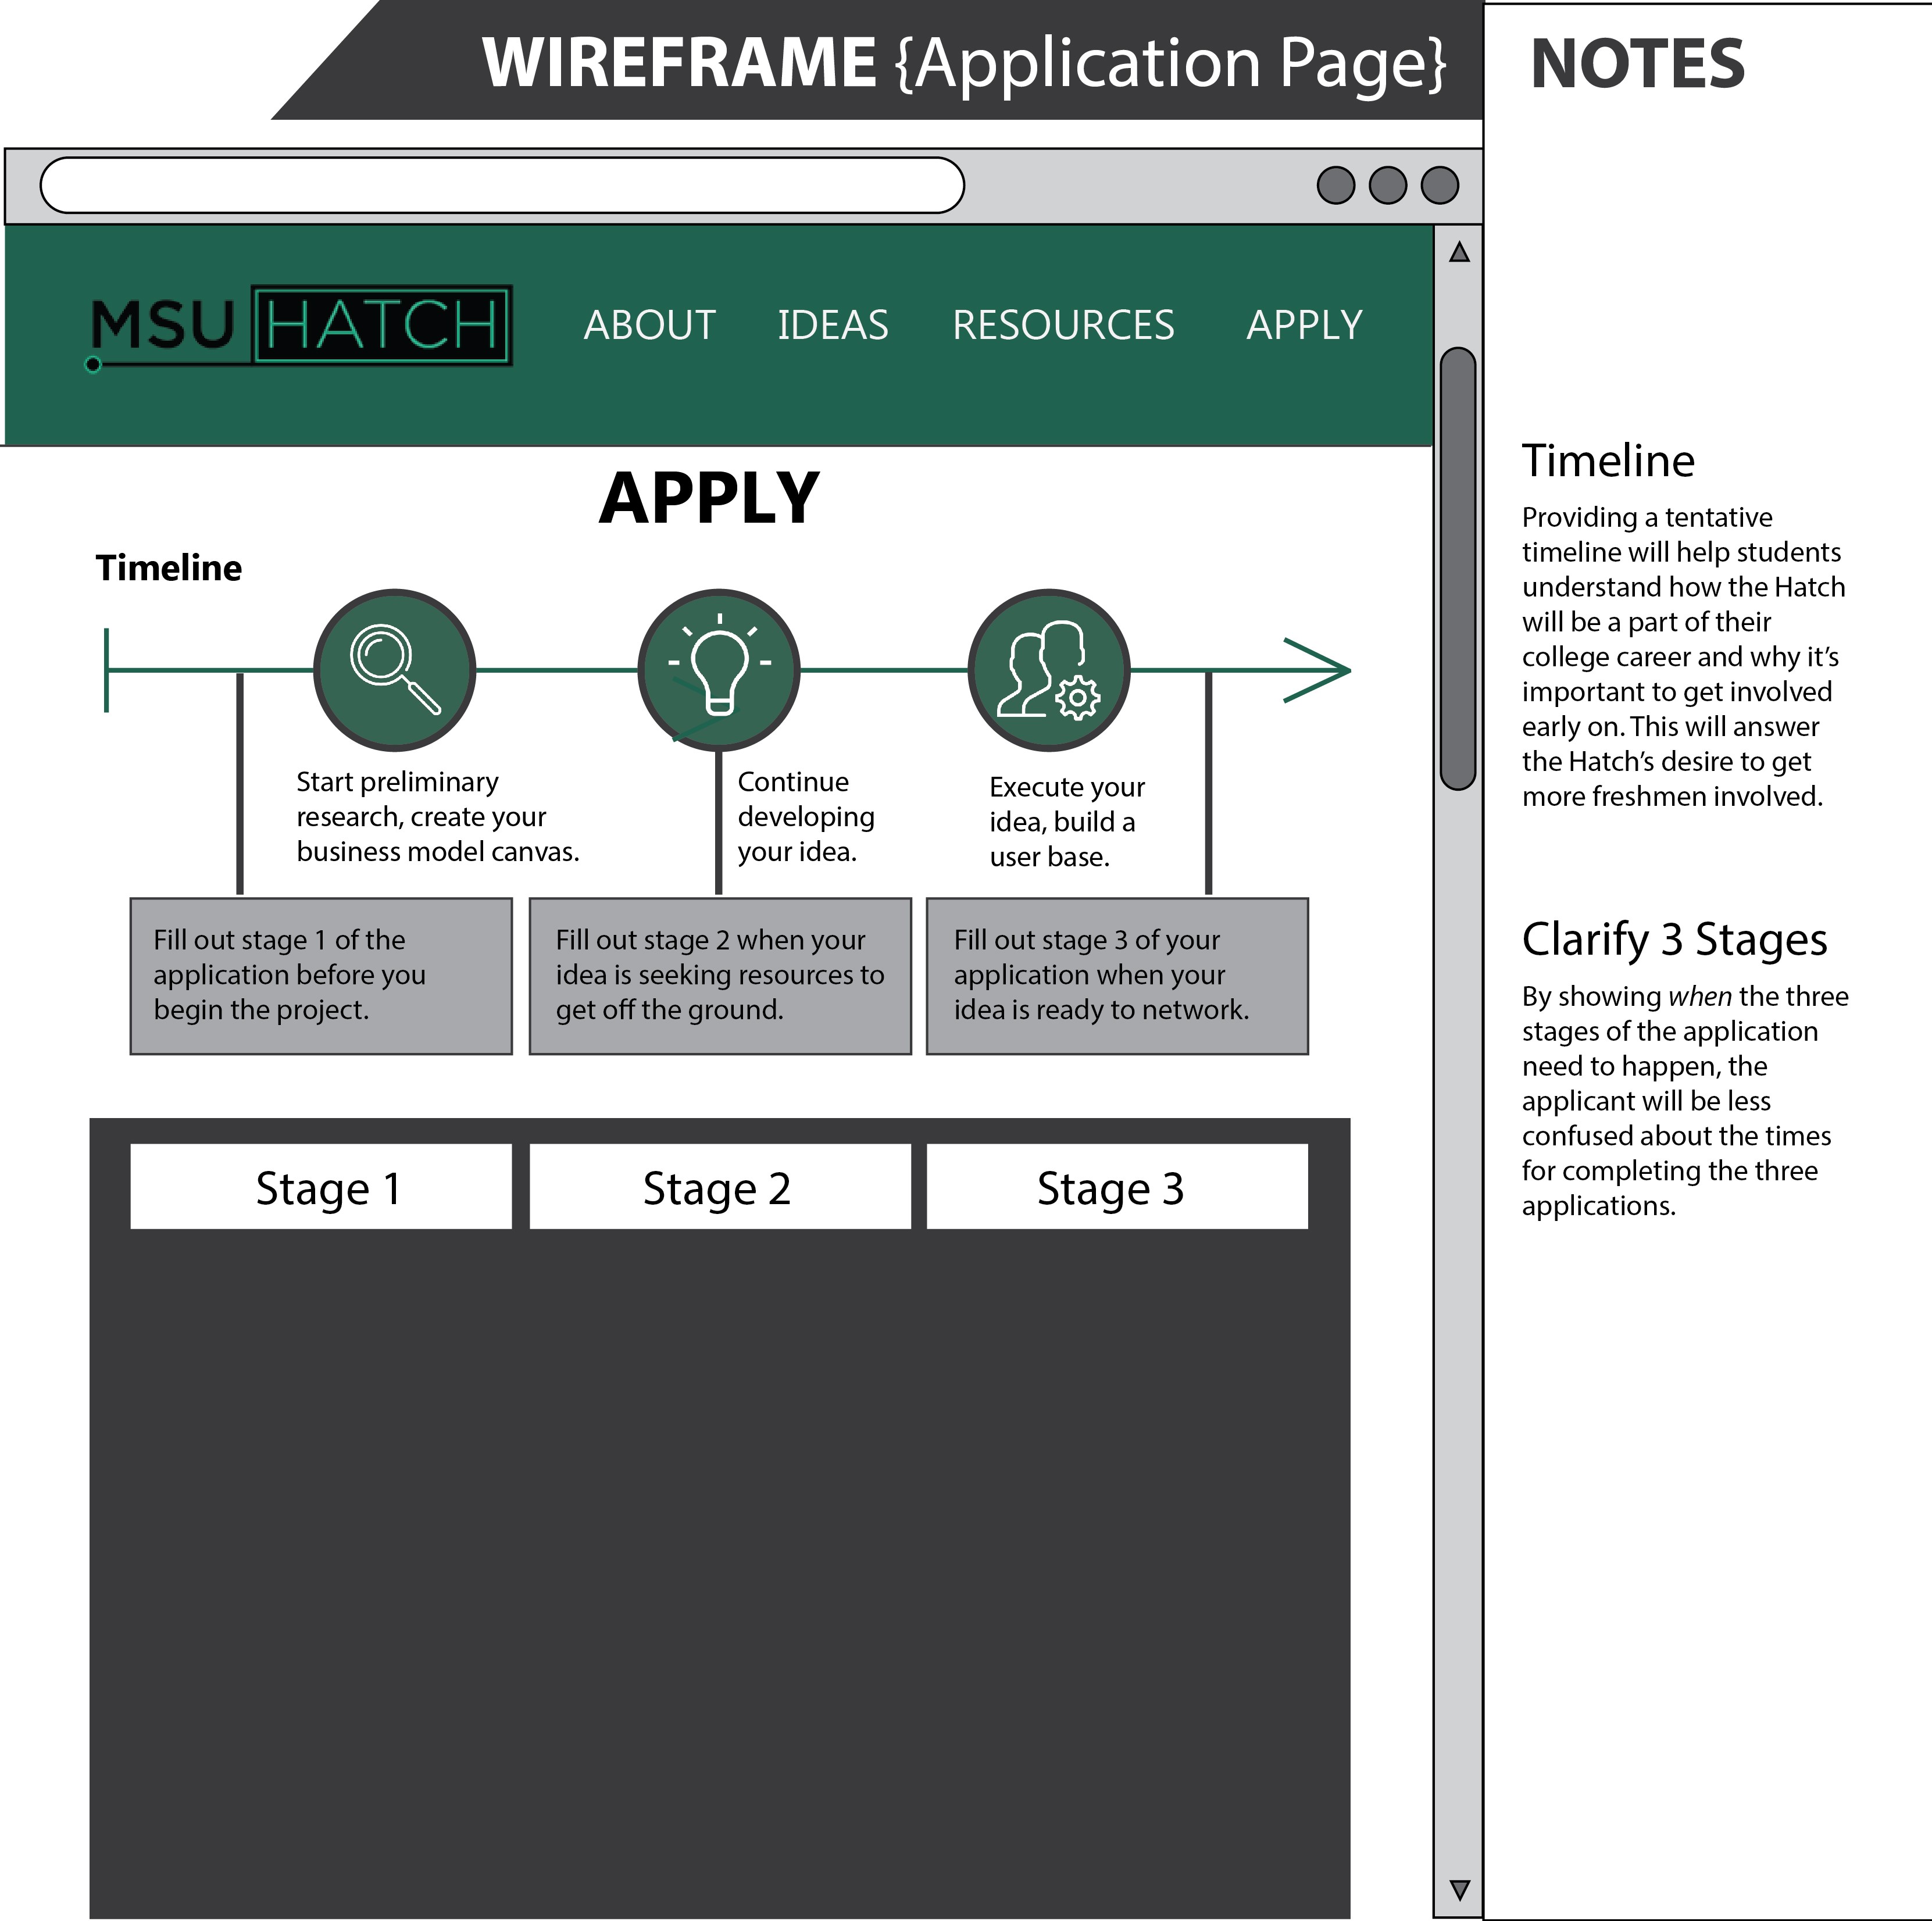 WIREFRAME {Application Page}
NOTES
MSU HATCH
ABOUT IDEAS RESOURCES APPLY
APPLY
Timeline
Start preliminary
research, create your
business model canvas.
Continue
developing
your idea.
Execute your
idea, build a
user base.
Fill out stage 1 of the
application before you
begin the project.
Fill out stage 2 when your
idea is seeking resources to
get off the ground.
Fill out stage 3 of your
application when your
idea is ready to network.
Stage 1
Stage 2
Stage 3
Timeline
Providing a tentative
timeline will help students
understand how the Hatch
will be a part of their
college career and why it’s
important to get involved
early on. This will answer
the Hatch’s desire to get
more freshmen involved.
Clarify 3 Stages
By showing when the three
stages of the application
need to happen, the
applicant will be less
confused about the times
for completing the three
applications.